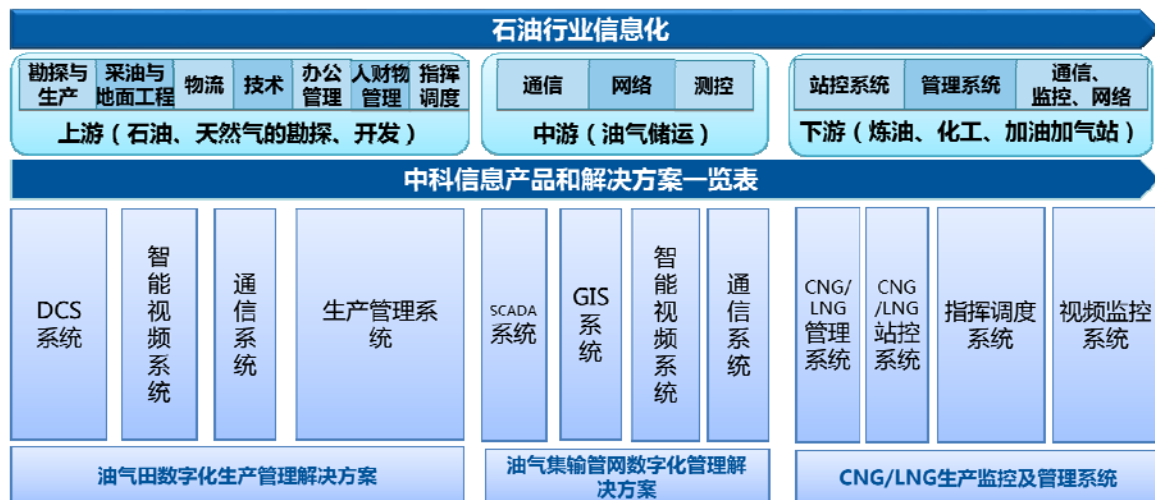 石油行业信息化
勘探与
生产
采油与
地面工程
物流
技术
办公
管理
人财物
管理
指挥
调度
上游（石油、天然气的勘探、开发）
通信
网络
测控
中游（油气储运）
站控系统
管理系统
通信、
监控、网络
下游（炼油、化工、加油加气站）
中科信息产品和解决方案一览表
DCS
系统
智
能
视
频
系
统
通
信
系
统
生产管理系
统
SCADA
系统
GIS
系
统
智
能
视
频
系
统
通
信
系
统
CNG/
LNG
管理
系统
CNG
/LNG
站控
系统
指挥调度
系统
视频监控
系统
油气田数字化生产管理解决方案
油气集输管网数字化管理解
决方案
CNG/LNG生产监控及管理系统